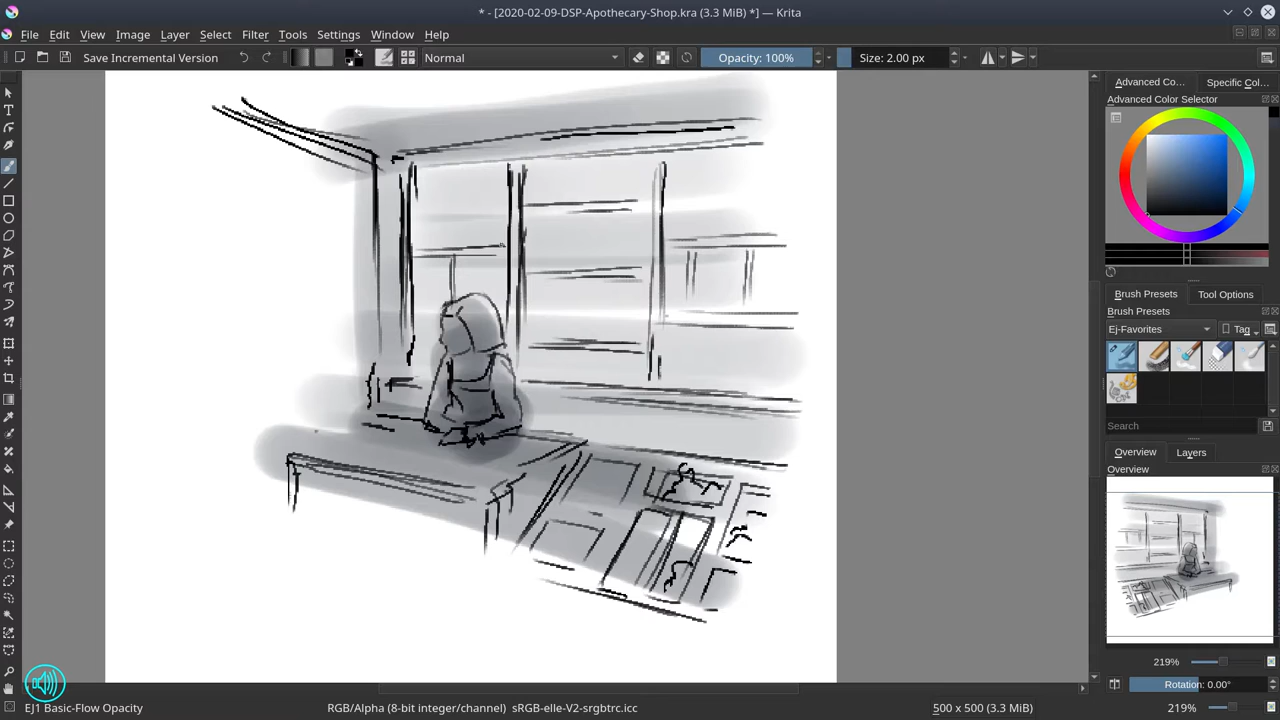 * - [2020-02-09-DSP-Apothecary-Shop.kra (3.3 MiB) *] — Krita
File Edit View Image Layer Select Filter Tools Settings Window Help
Save Incremental Version Normal Opacity: 100% Size: 2.00 px
Advanced Co... Specific Col...
Advanced Color Selector
Brush Presets Tool Options
Brush Presets
Ej-Favorites Tag
Search
Overview Layers
Overview
219%
Rotation: 0.00°
EJ1 Basic-Flow Opacity RGB/Alpha (8-bit integer/channel) sRGB-elle-V2-srgbtrc.icc 500 x 500 (3.3 MiB) 219%